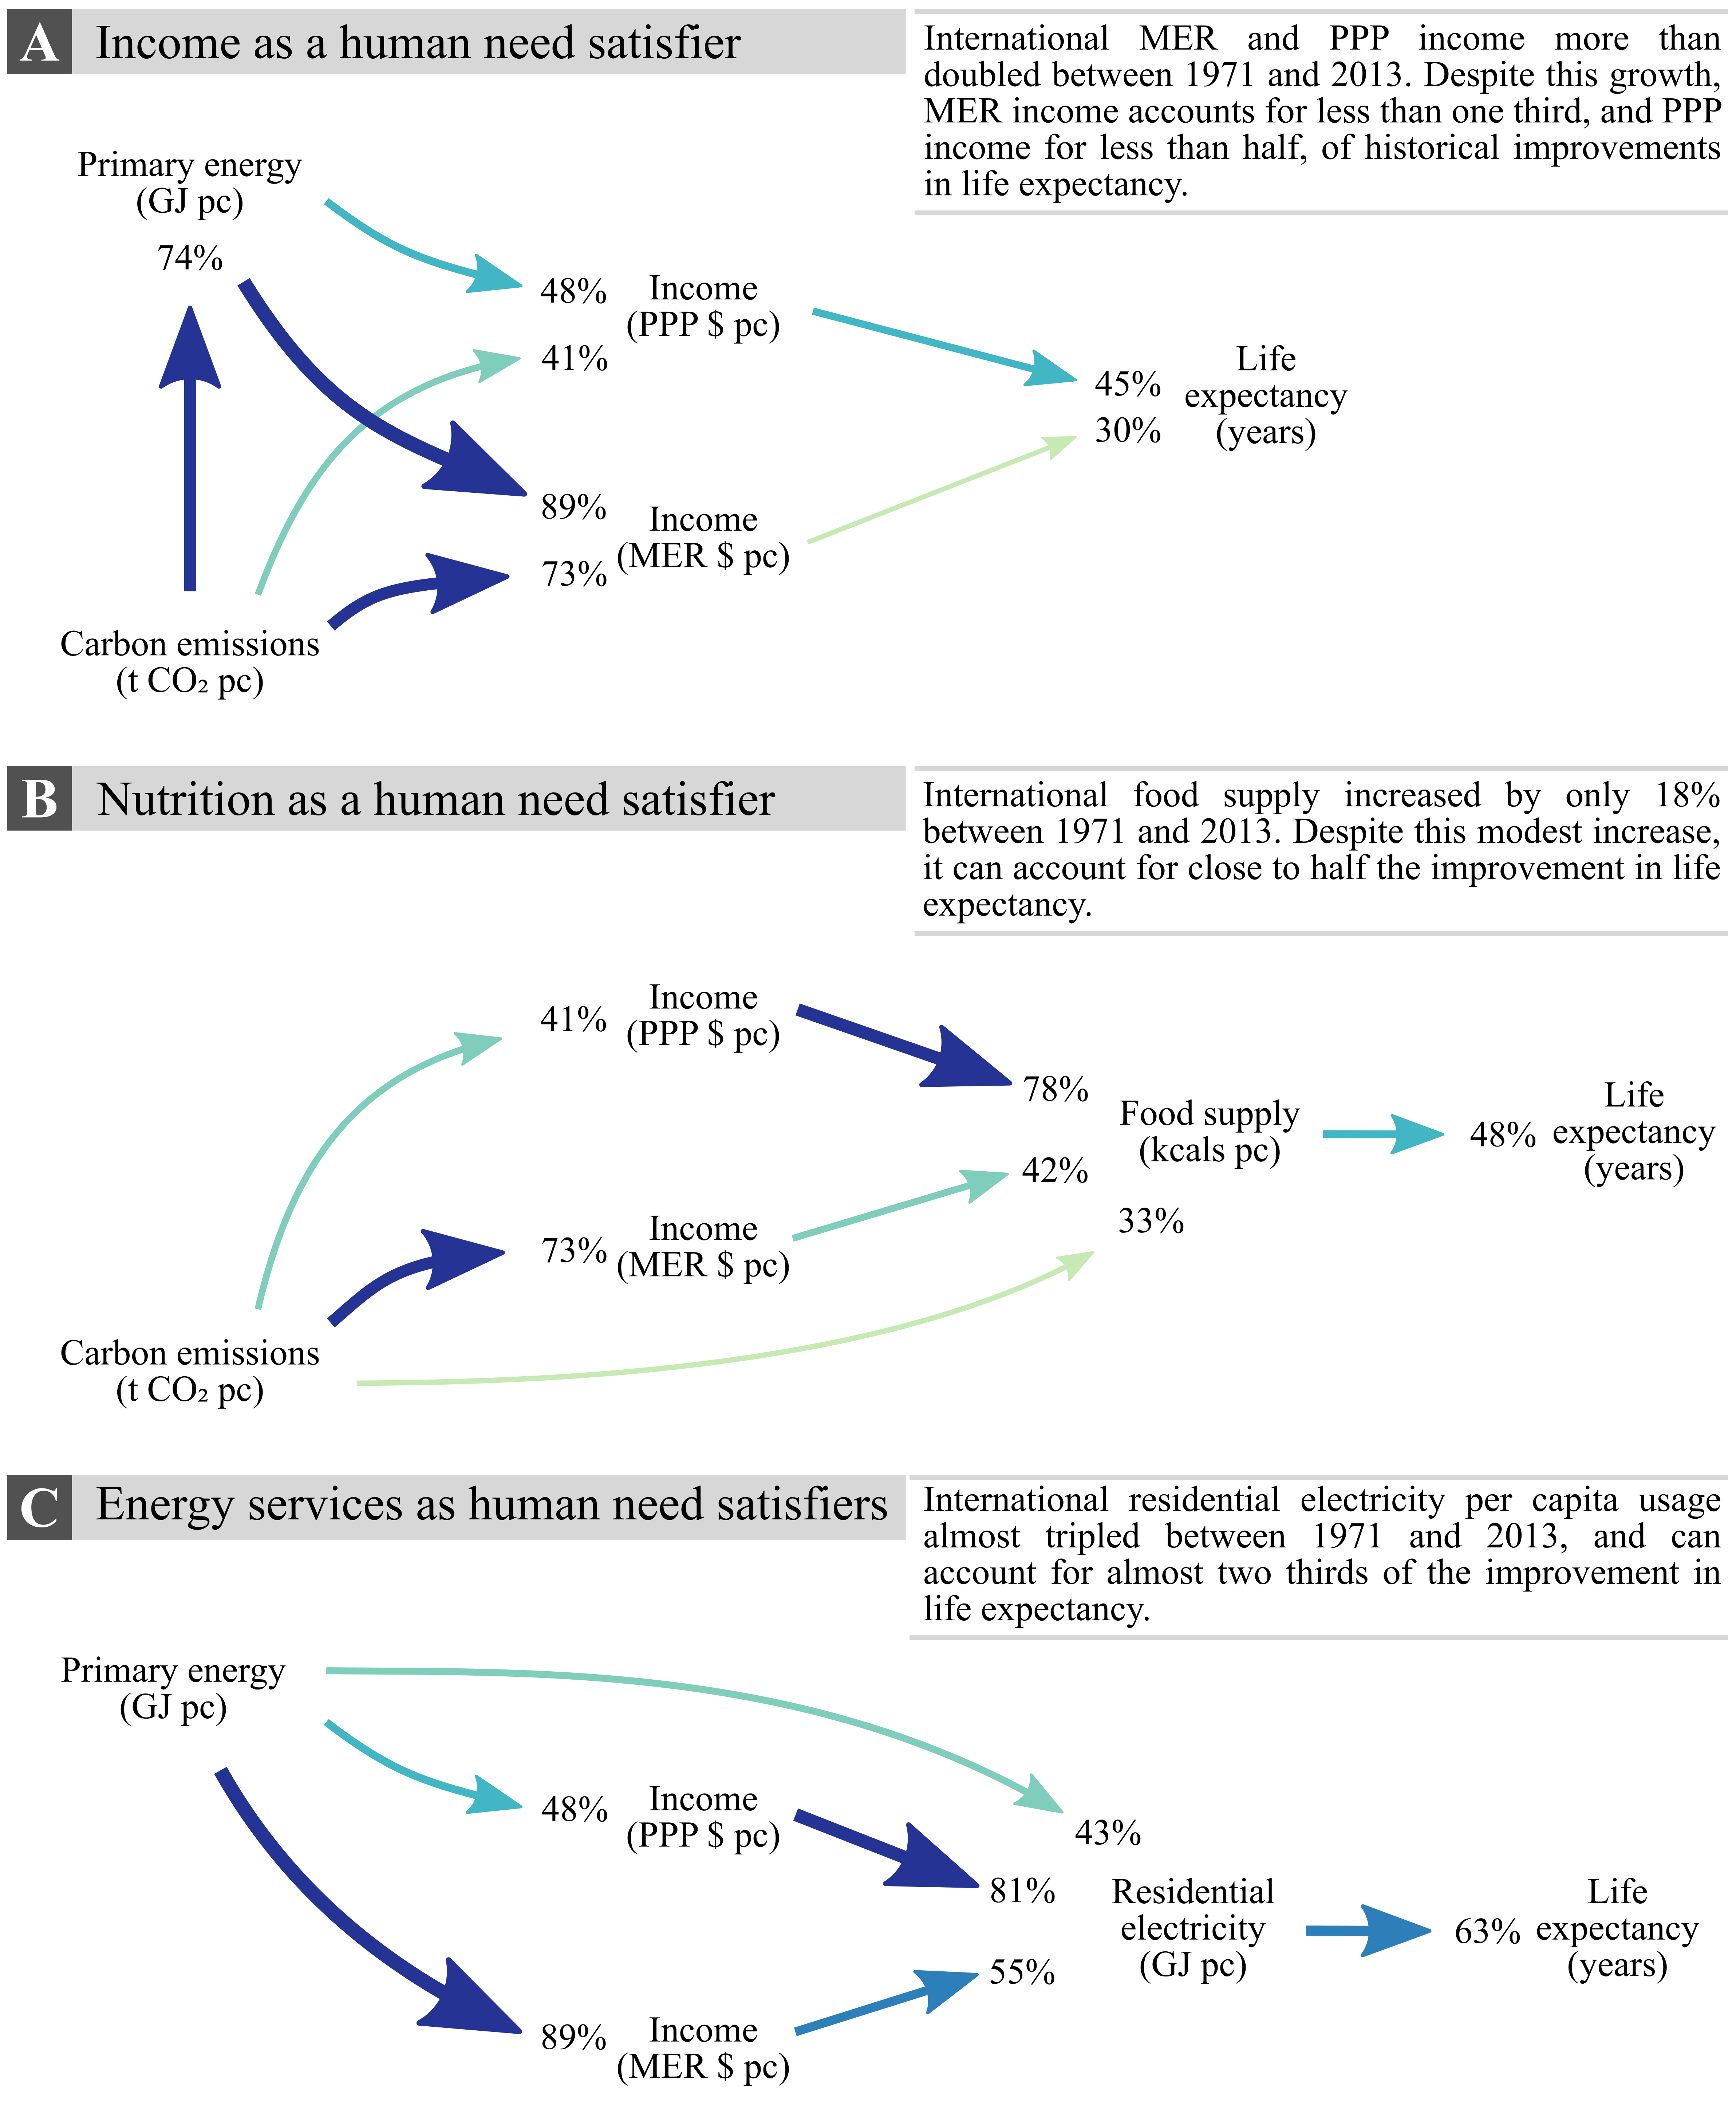 A Income as a human need satisfier
International MER and PPP income more than
doubled between 1971 and 2013. Despite this growth,
MER income accounts for less than one third, and PPP
income for less than half, of historical improvements
in life expectancy.
Primary energy
(GJ pc)
74%
48%
Income
(PPP $ pc)
41%
45%
30%
Life
expectancy
(years)
89%
Income
(MER $ pc)
73%
Carbon emissions
(t CO₂ pc)
B Nutrition as a human need satisfier
International food supply increased by only 18%
between 1971 and 2013. Despite this modest increase,
it can account for close to half the improvement in life
expectancy.
41%
Income
(PPP $ pc)
78%
Food supply
(kcals pc)
42%
33%
48%
Life
expectancy
(years)
73%
Income
(MER $ pc)
Carbon emissions
(t CO₂ pc)
C Energy services as human need satisfiers
International residential electricity per capita usage
almost tripled between 1971 and 2013, and can
account for almost two thirds of the improvement in
life expectancy.
Primary energy
(GJ pc)
48%
Income
(PPP $ pc)
43%
81%
Residential
electricity
(GJ pc)
55%
63%
Life
expectancy
(years)
89%
Income
(MER $ pc)